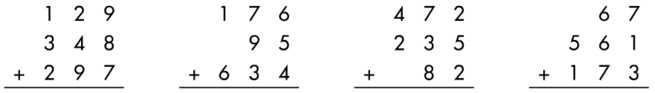 129 176 472 67
348 95 235 561
+ 297 + 634 + 82 + 173